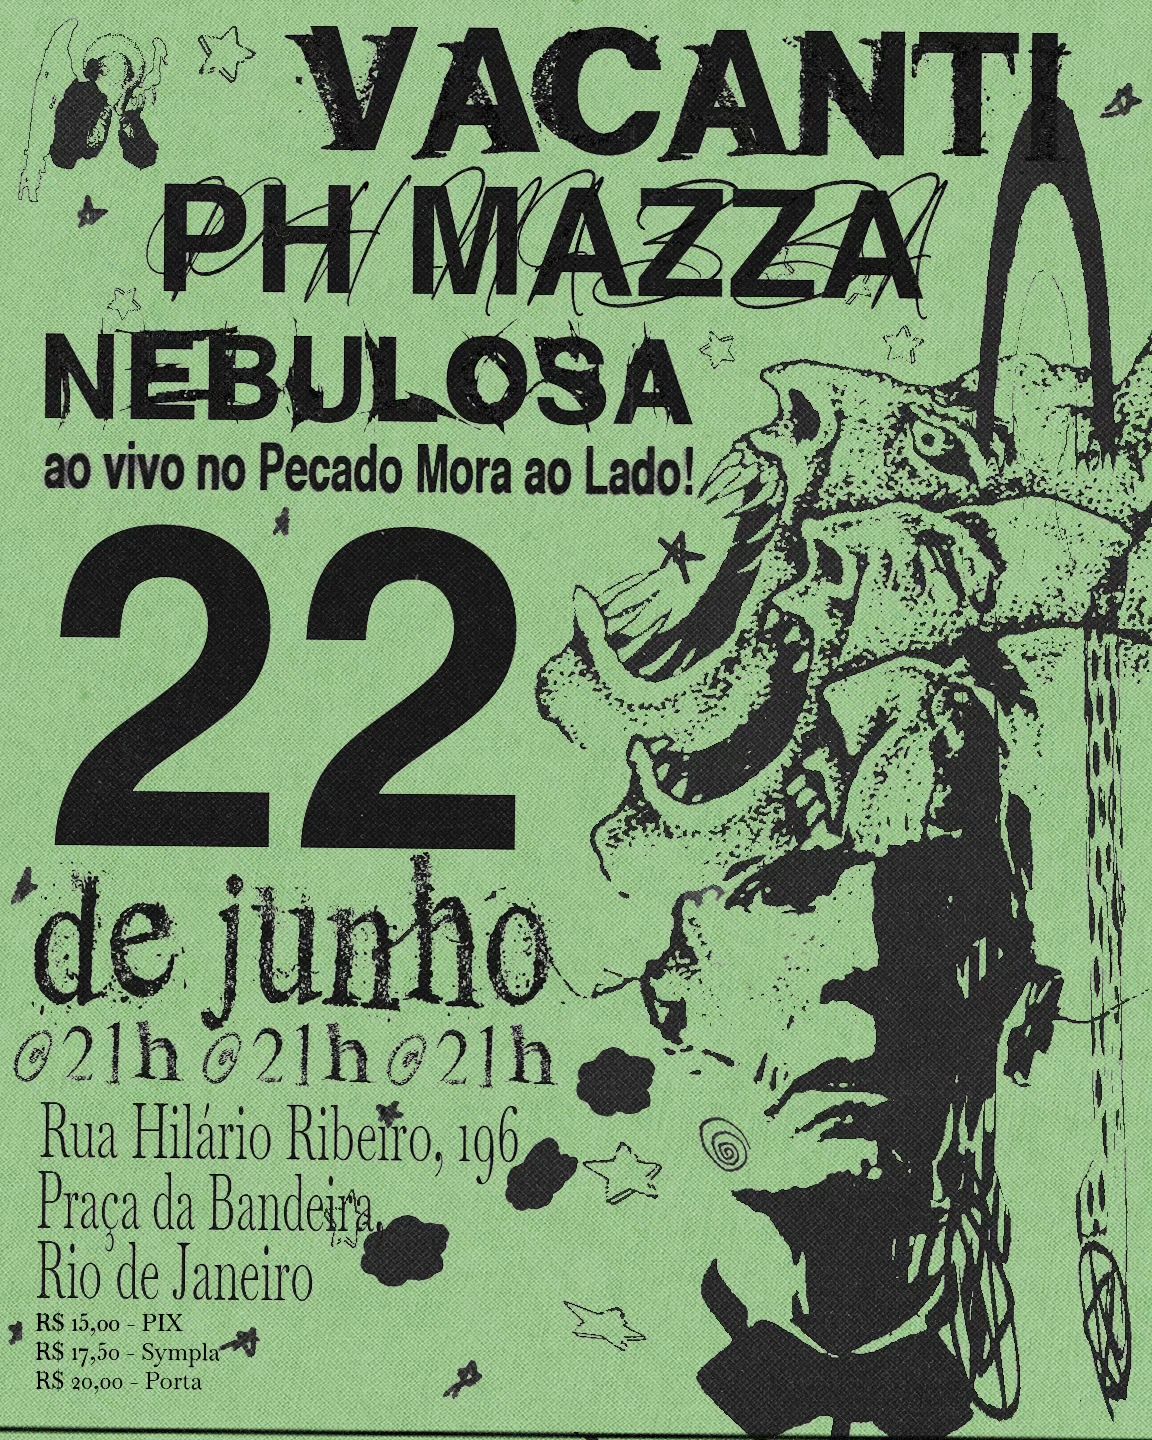 VACANTI
PH MAZZA
NEBULOSA
ao vivo no Pecado Mora ao Lado!
22
de junho
@21h @21h @21h
Rua Hilário Ribeiro, 196
Praça da Bandeira,
Rio de Janeiro
R$ 15,00 - PIX
R$ 17,50 - Sympla
R$ 20,00 - Porta